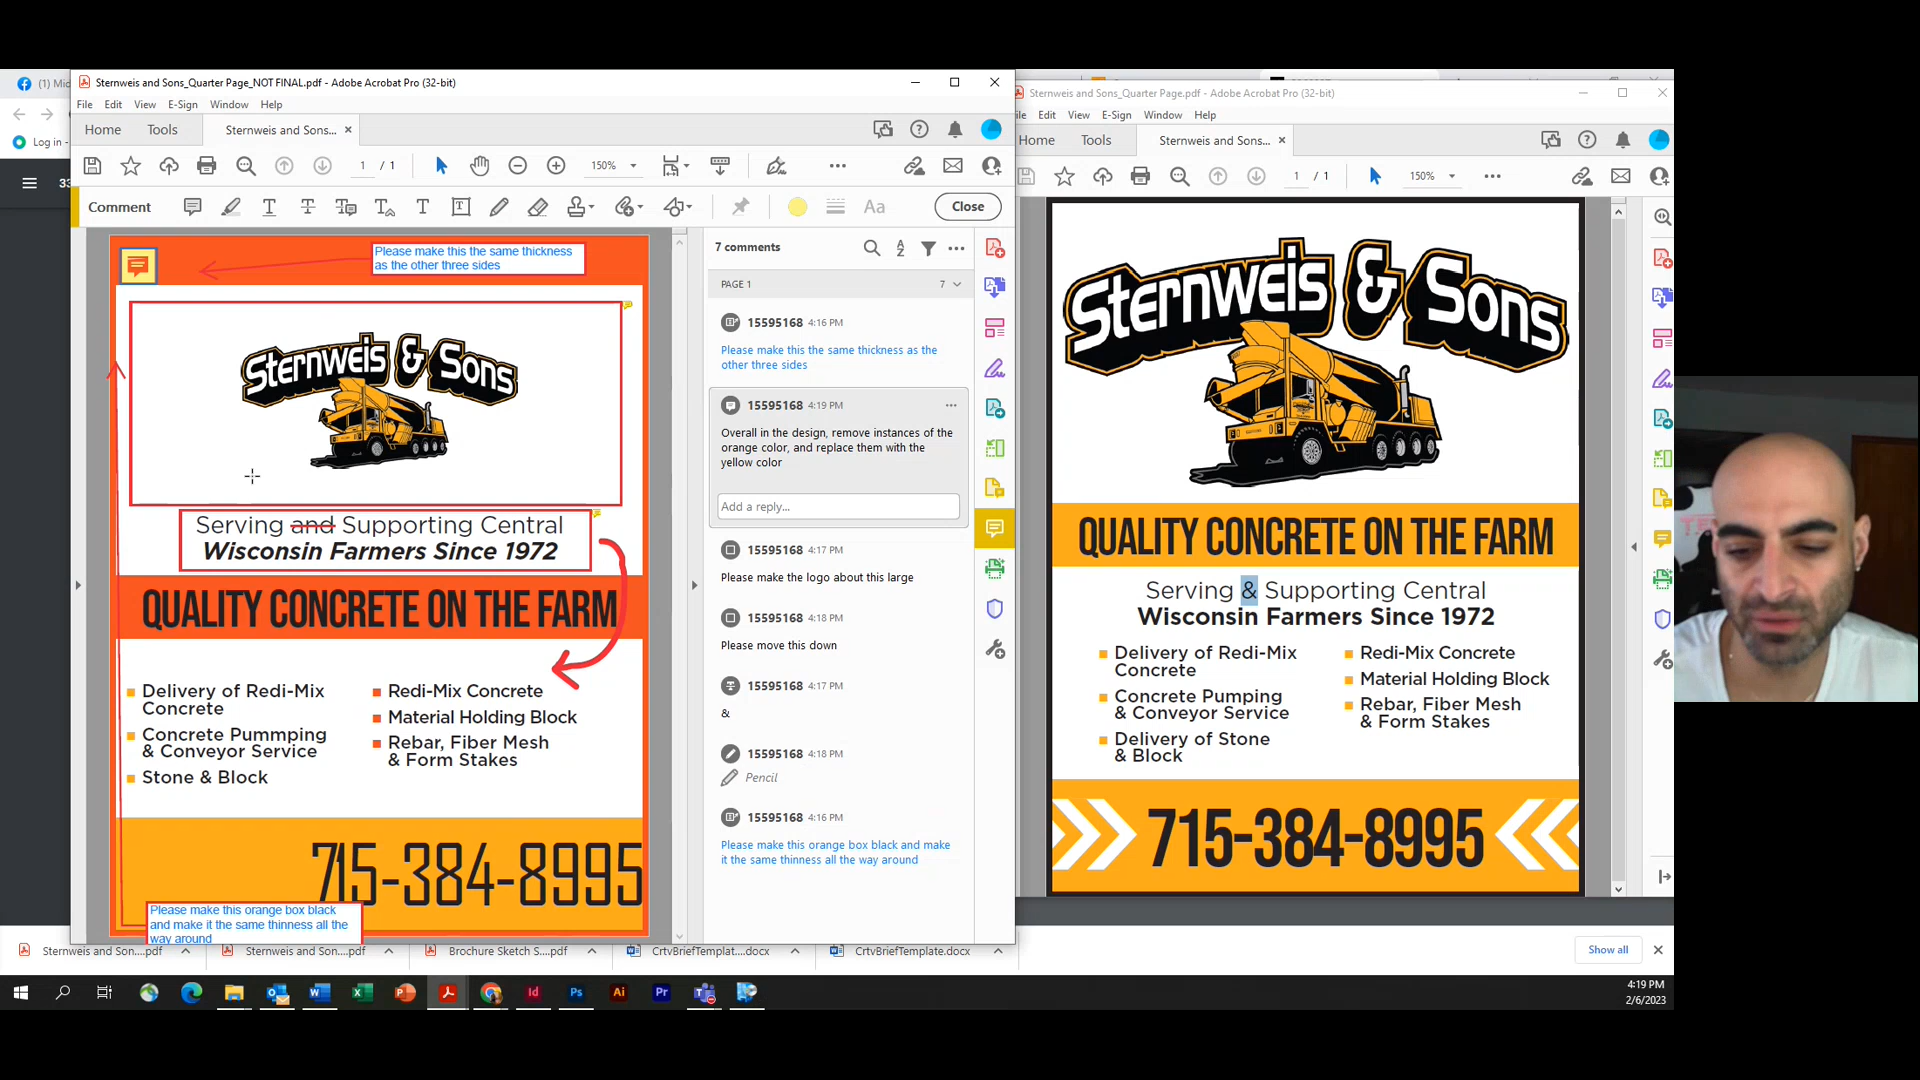 (1) Mic
Log in -
33
Sternweis and Sons_Quarter Page_NOT FINAL.pdf - Adobe Acrobat Pro (32-bit)
File Edit View E-Sign Window Help
Home Tools Sternweis and Sons...
1 / 1 150%
Comment
Close
Please make this the same thickness
as the other three sides
Sternweis & Sons
Serving and Supporting Central
Wisconsin Farmers Since 1972
QUALITY CONCRETE ON THE FARM
Delivery of Redi-Mix
Concrete
Concrete Pummping
& Conveyor Service
Stone & Block
Redi-Mix Concrete
Material Holding Block
Rebar, Fiber Mesh
& Form Stakes
715-384-8995
Please make this orange box black
and make it the same thinness all the
way around
7 comments
PAGE 1 7
15595168 4:16 PM
Please make this the same thickness as the
other three sides
15595168 4:19 PM
Overall in the design, remove instances of the
orange color, and replace them with the
yellow color
Add a reply...
15595168 4:17 PM
Please make the logo about this large
15595168 4:18 PM
Please move this down
15595168 4:17 PM
&
15595168 4:18 PM
Pencil
15595168 4:16 PM
Please make this orange box black and make
it the same thinness all the way around
Sternweis and Sons_Quarter Page.pdf - Adobe Acrobat Pro (32-bit)
ile Edit View E-Sign Window Help
Home Tools Sternweis and Sons...
1 / 1 150%
Sternweis & Sons
QUALITY CONCRETE ON THE FARM
Serving & Supporting Central
Wisconsin Farmers Since 1972
Delivery of Redi-Mix
Concrete
Concrete Pumping
& Conveyor Service
Delivery of Stone
& Block
Redi-Mix Concrete
Material Holding Block
Rebar, Fiber Mesh
& Form Stakes
715-384-8995
Sternweis and Son....pdf Sternweis and Son....pdf Brochure Sketch S....pdf CrtvBriefTemplat....docx CrtvBriefTemplate.docx Show all
4:19 PM
2/6/2023